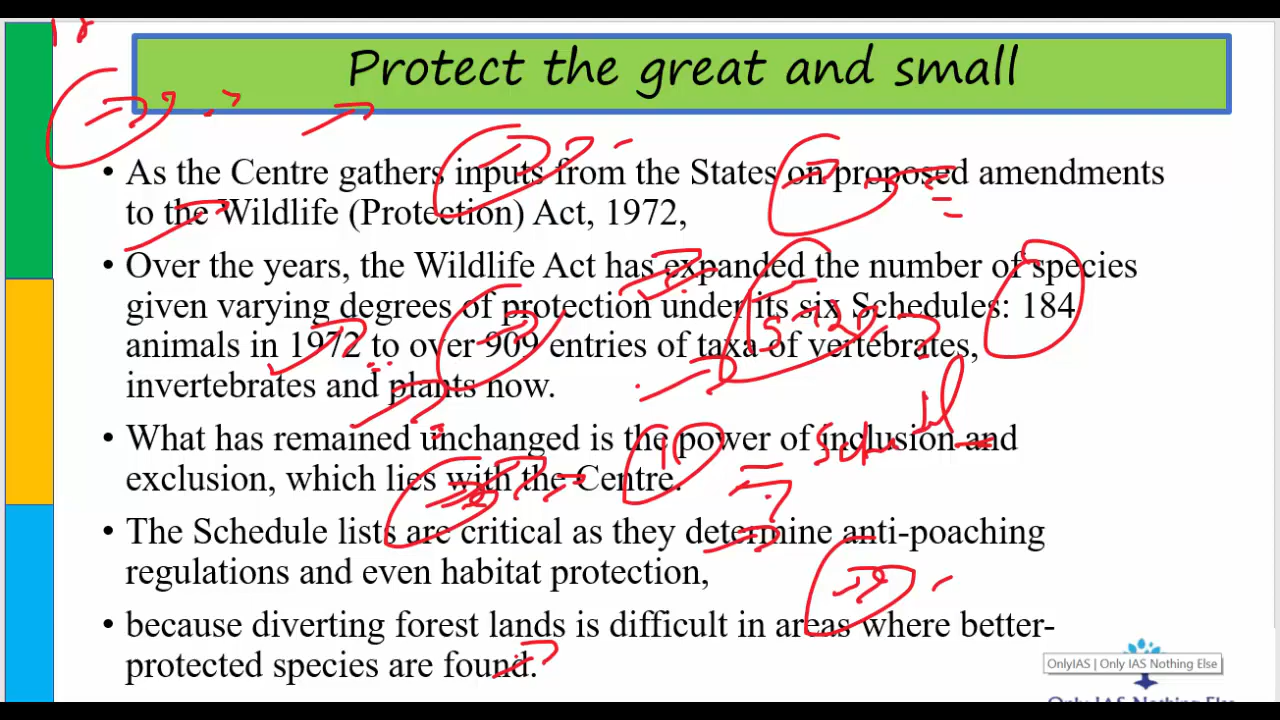 Protect the great and small
• As the Centre gathers inputs from the States on proposed amendments
to the Wildlife (Protection) Act, 1972,
• Over the years, the Wildlife Act has expanded the number of species
given varying degrees of protection under its six Schedules: 184
animals in 1972 to over 909 entries of taxa of vertebrates,
invertebrates and plants now.
• What has remained unchanged is the power of inclusion and
exclusion, which lies with the Centre.
• The Schedule lists are critical as they determine anti-poaching
regulations and even habitat protection,
• because diverting forest lands is difficult in areas where better-
protected species are found.
OnlyIAS | Only IAS Nothing Else
Only IAS Nothing Else